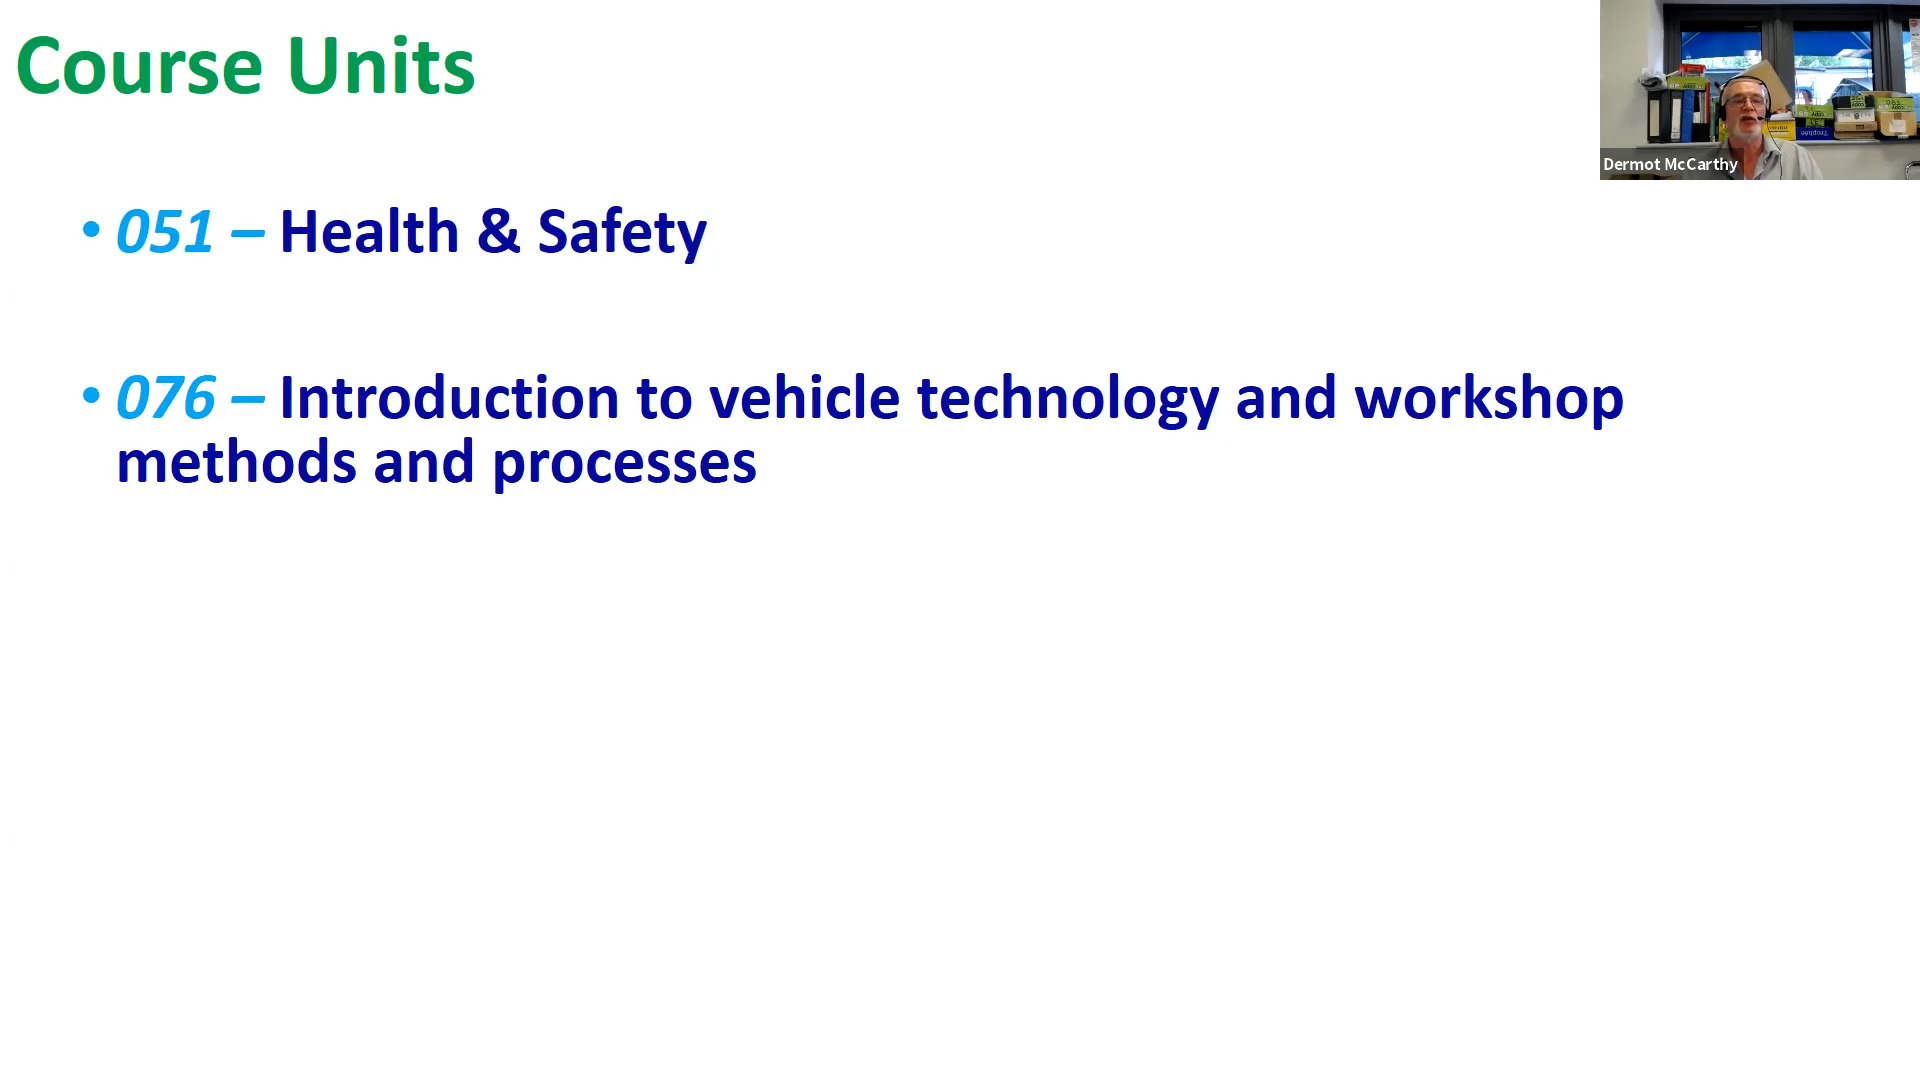 Course Units
• 051 – Health & Safety
• 076 – Introduction to vehicle technology and workshop
methods and processes
Dermot McCarthy